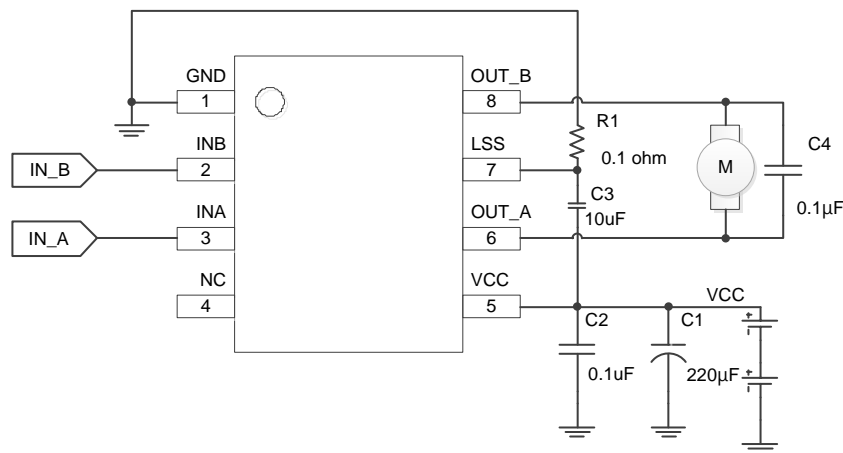 GND
1
OUT_B
8
R1
0.1 ohm
C4
0.1µF
M
IN_B
INB
2
LSS
7
C3
10uF
IN_A
INA
3
OUT_A
6
NC
4
VCC
5
C2
0.1uF
C1
220µF
VCC
+
-
+
-